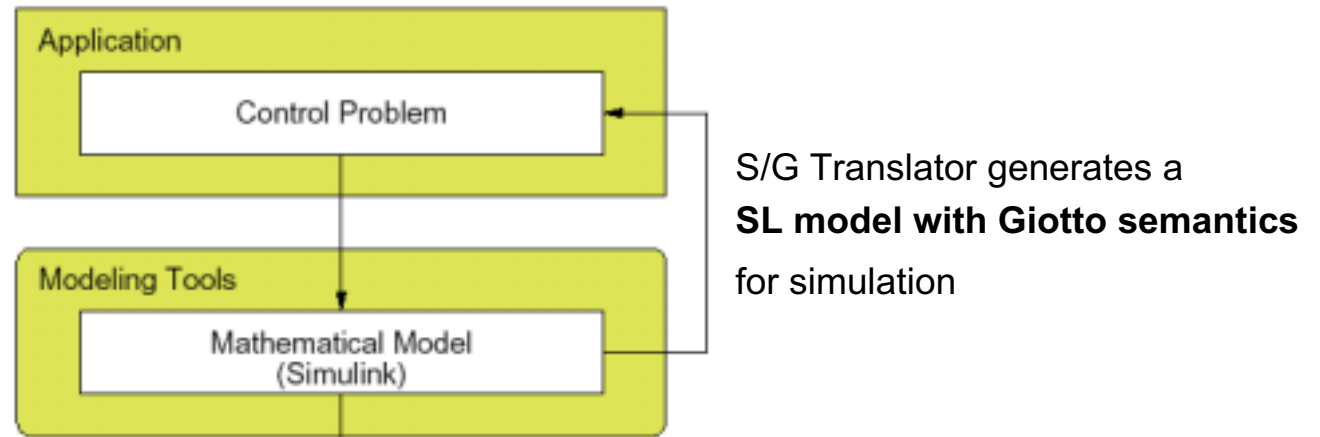 Application
Control Problem
S/G Translator generates a
SL model with Giotto semantics
for simulation
Modeling Tools
Mathematical Model
(Simulink)